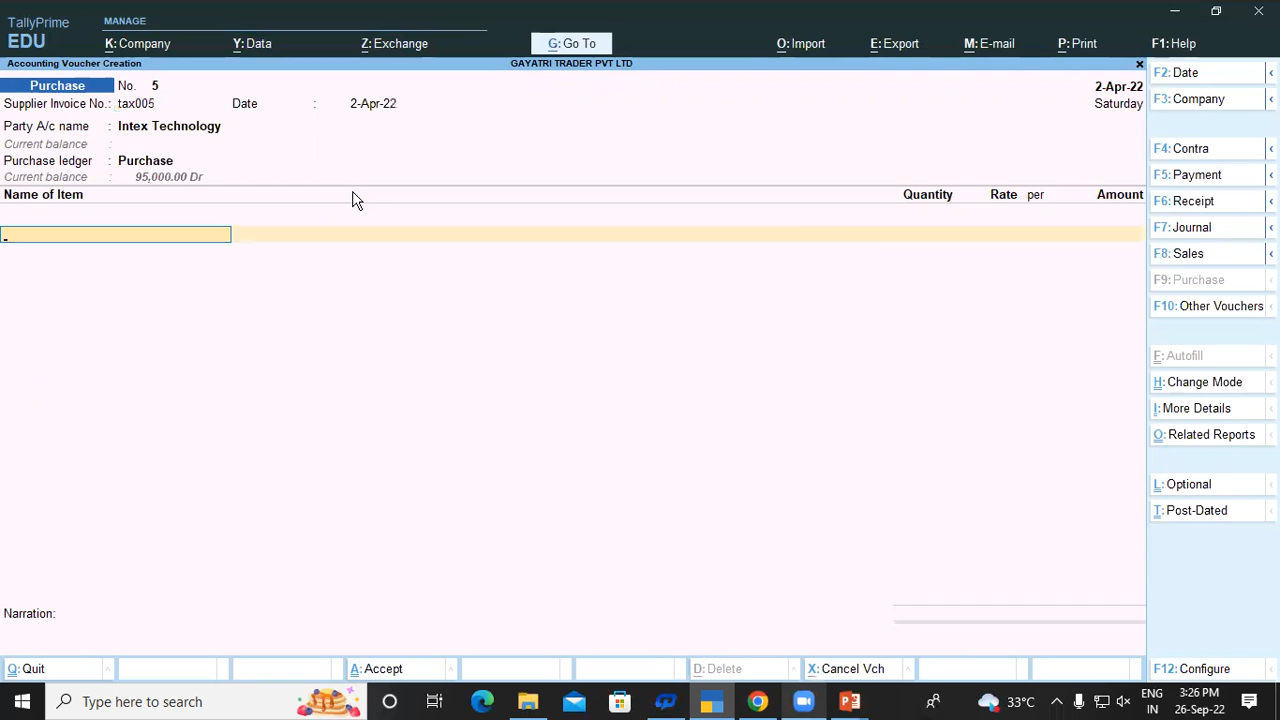 TallyPrime
EDU
MANAGE
K: Company
Y: Data
Z: Exchange
G: Go To
O: Import
E: Export
M: E-mail
P: Print
F1: Help
Accounting Voucher Creation
GAYATRI TRADER PVT LTD
Purchase No. 5
2-Apr-22
Supplier Invoice No.: tax005 Date : 2-Apr-22
Saturday
Party A/c name : Intex Technology
Current balance :
Purchase ledger : Purchase
Current balance : 95,000.00 Dr
Name of Item Quantity Rate per Amount
Narration:
F2: Date
F3: Company
F4: Contra
F5: Payment
F6: Receipt
F7: Journal
F8: Sales
F9: Purchase
F10: Other Vouchers
F: Autofill
H: Change Mode
I: More Details
O: Related Reports
L: Optional
T: Post-Dated
Q: Quit
A: Accept
D: Delete
X: Cancel Vch
F12: Configure
Type here to search
33°C
ENG
IN
3:26 PM
26-Sep-22